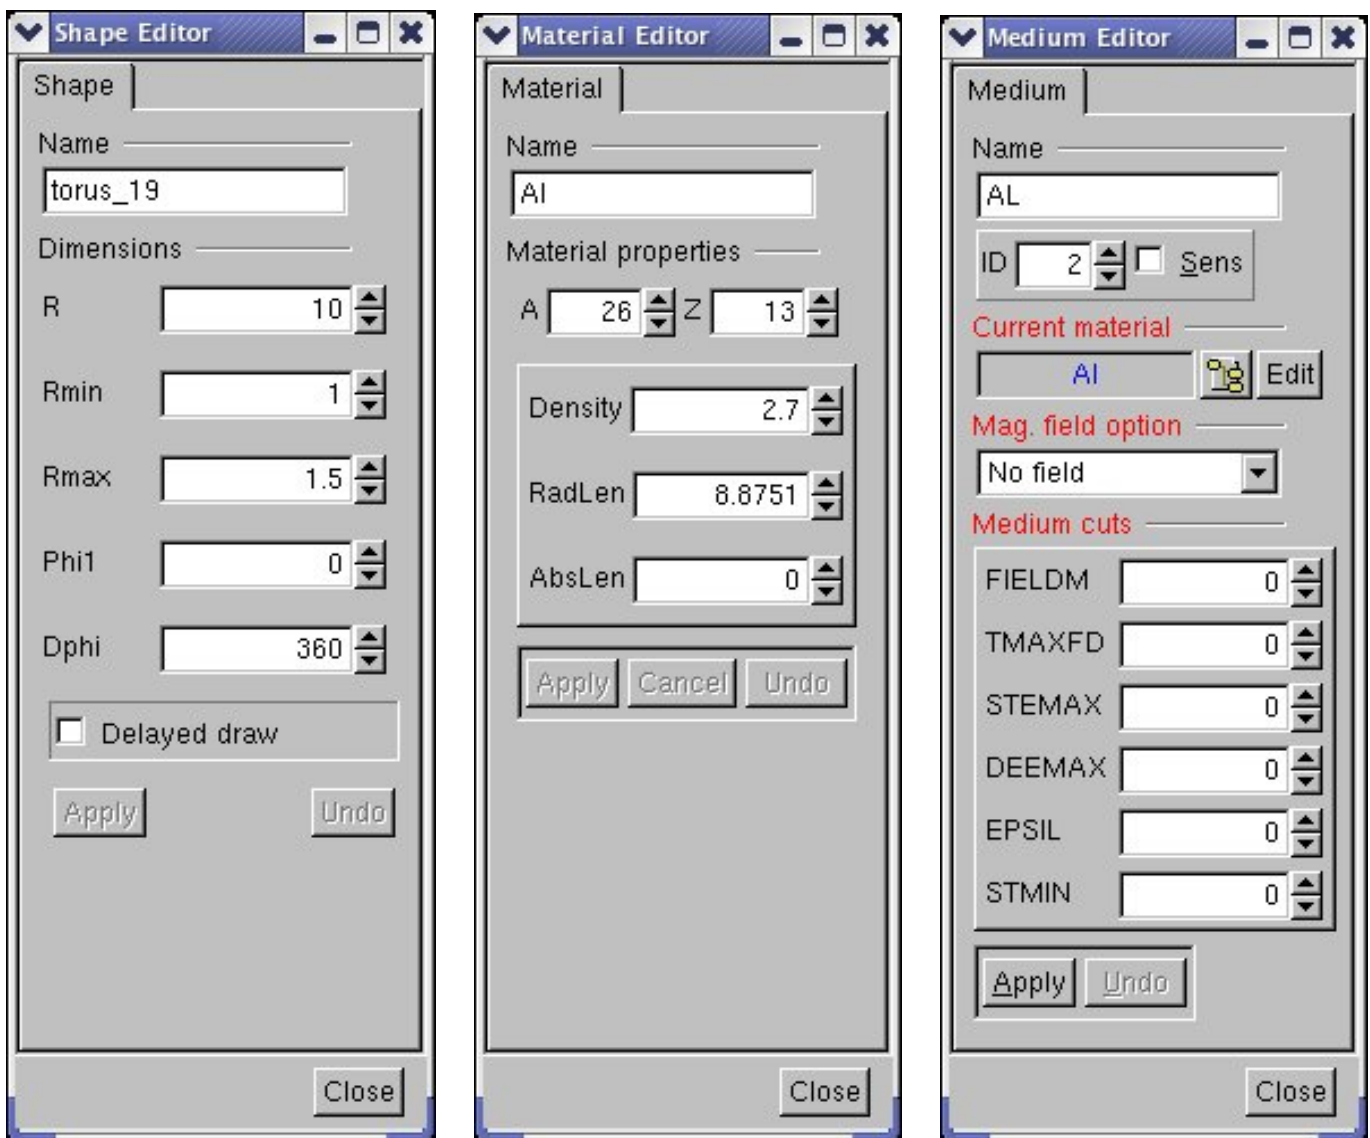 Shape Editor
Shape
Name
torus_19
Dimensions
R 10
Rmin 1
Rmax 1.5
Phi1 0
Dphi 360
Delayed draw
Apply Undo
Close
Material Editor
Material
Name
Al
Material properties
A 26 Z 13
Density 2.7
RadLen 8.8751
AbsLen 0
Apply Cancel Undo
Close
Medium Editor
Medium
Name
AL
ID 2 Sens
Current material
Al Edit
Mag. field option
No field
Medium cuts
FIELDM 0
TMAXFD 0
STEMAX 0
DEEMAX 0
EPSIL 0
STMIN 0
Apply Undo
Close